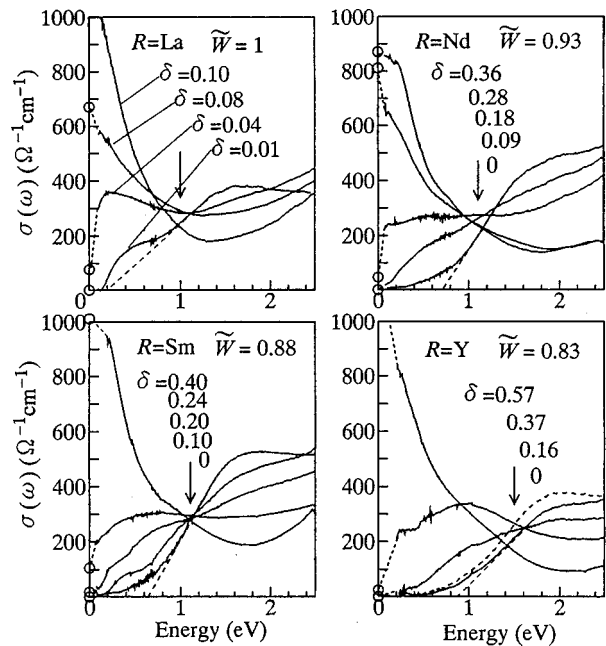 1000
800
600
400
200
0
σ (ω) (Ω⁻¹cm⁻¹)
R=La W̃ = 1
δ =0.10
δ =0.08
δ =0.04
δ =0.01
0 1 2
1000
800
600
400
200
0
R=Nd W̃ = 0.93
δ =0.36
0.28
0.18
0.09
0
0 1 2
1000
800
600
400
200
0
σ (ω) (Ω⁻¹cm⁻¹)
R=Sm W̃ = 0.88
δ =0.40
0.24
0.20
0.10
0
0 1 2
Energy (eV)
1000
800
600
400
200
0
R=Y W̃ = 0.83
δ =0.57
0.37
0.16
0
0 1 2
Energy (eV)